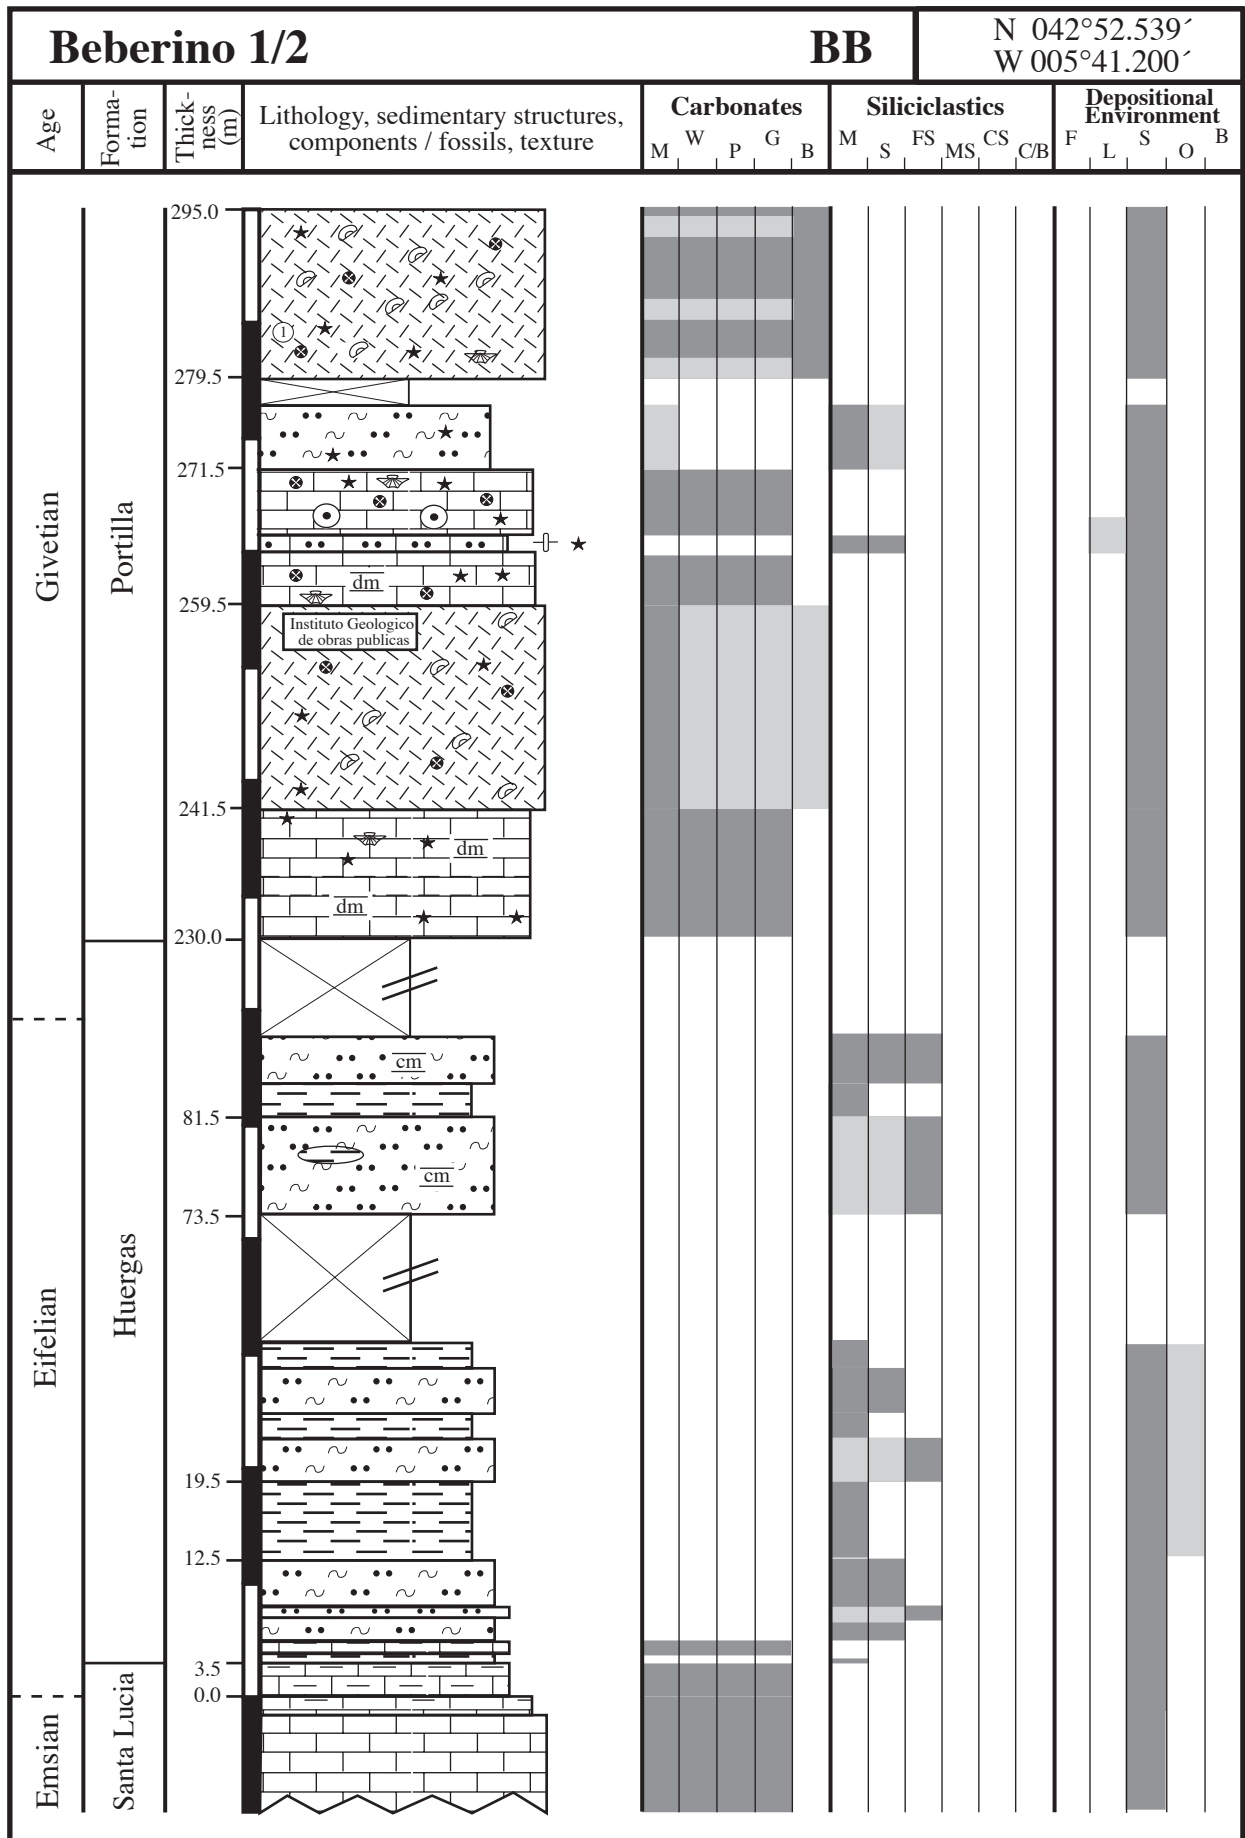 Beberino 1/2
BB
N 042°52.539´
W 005°41.200´
Age
Forma-
tion
Thick-
ness
(m)
Lithology, sedimentary structures,
components / fossils, texture
Carbonates
M W P G B
Siliciclastics
M S FS MS CS C/B
Depositional
Environment
F L S O B
295.0
1
279.5
271.5
Givetian
Portilla
dm
259.5
Instituto Geologico
de obras publicas
241.5
dm
dm
230.0
cm
81.5
cm
73.5
Huergas
Eifelian
19.5
12.5
3.5
0.0
Santa Lucia
Emsian